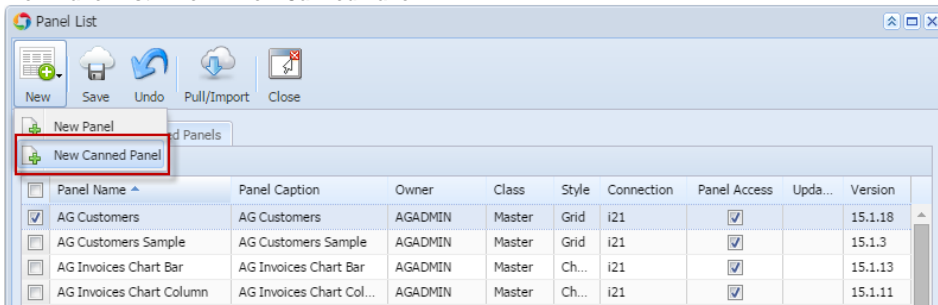 Panel List
New Save Undo Pull/Import Close
New Panel
ed Panels
New Canned Panel
Panel Name Panel Caption Owner Class Style Connection Panel Access Upda... Version
AG Customers AG Customers AGADMIN Master Grid i21 15.1.18
AG Customers Sample AG Customers Sample AGADMIN Master Grid i21 15.1.3
AG Invoices Chart Bar AG Invoices Chart Bar AGADMIN Master Ch... i21 15.1.13
AG Invoices Chart Column AG Invoices Chart Col... AGADMIN Master Ch... i21 15.1.11